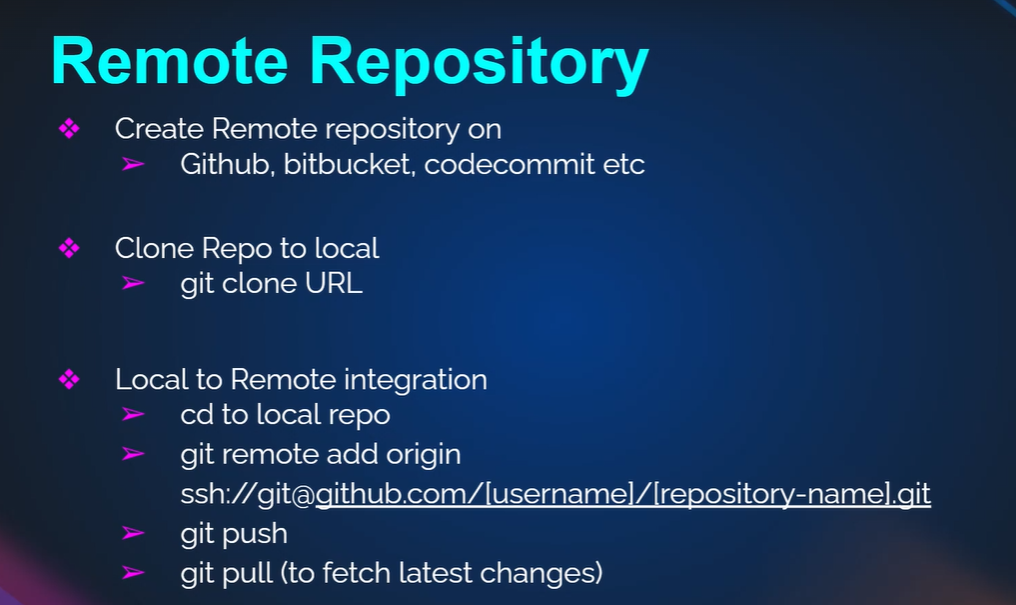 Remote Repository
❖ Create Remote repository on
➢ Github, bitbucket, codecommit etc
❖ Clone Repo to local
➢ git clone URL
❖ Local to Remote integration
➢ cd to local repo
➢ git remote add origin
ssh://git@github.com/[username]/[repository-name].git
➢ git push
➢ git pull (to fetch latest changes)